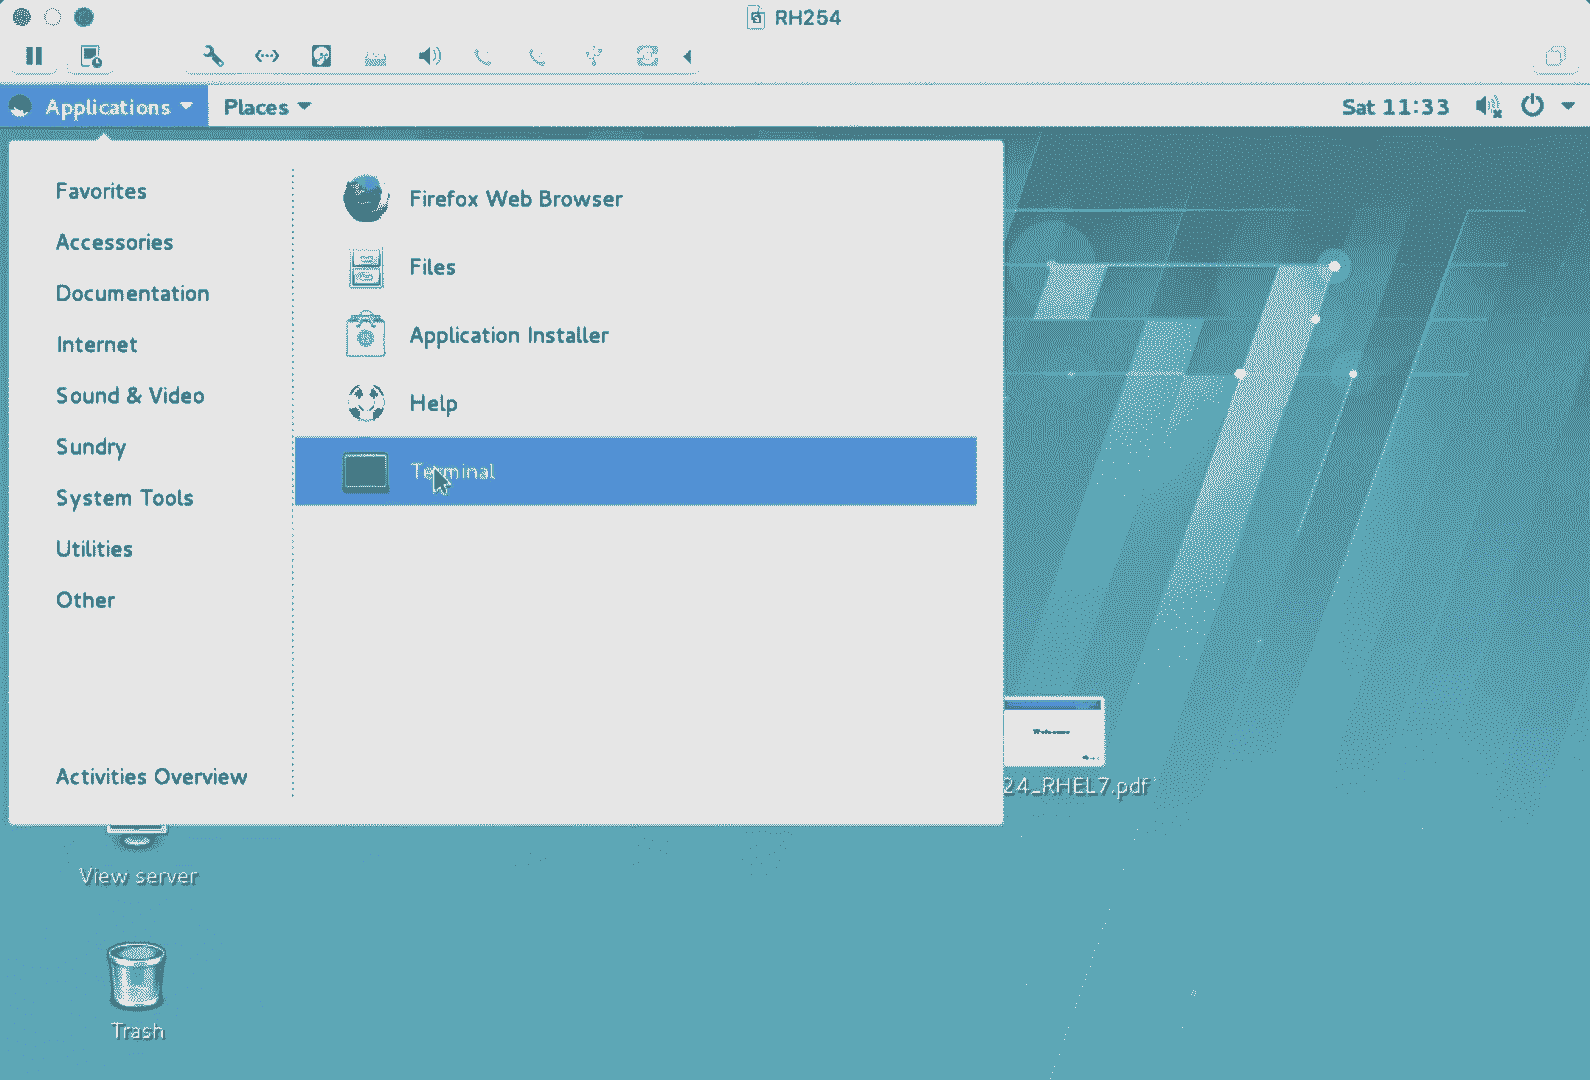 RH254
Applications Places Sat 11:33
Favorites
Accessories
Documentation
Internet
Sound & Video
Sundry
System Tools
Utilities
Other
Activities Overview
Firefox Web Browser
Files
Application Installer
Help
Terminal
24_RHEL7.pdf
View server
Trash